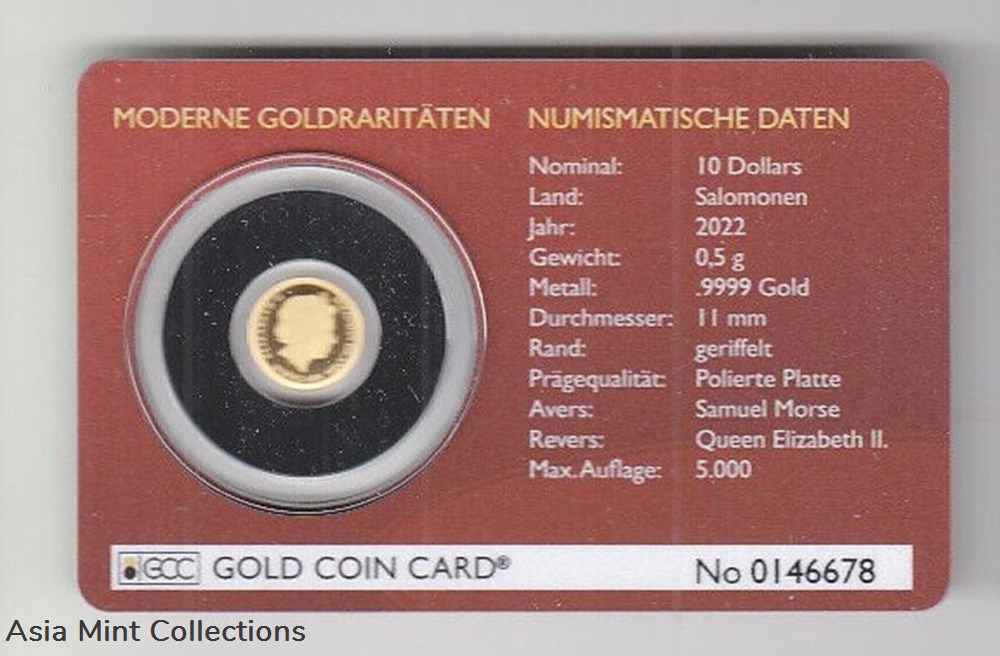 MODERNE GOLDRARITÄTEN
NUMISMATISCHE DATEN
Nominal: 10 Dollars
Land: Salomonen
Jahr: 2022
Gewicht: 0,5 g
Metall: .9999 Gold
Durchmesser: 11 mm
Rand: geriffelt
Prägequalität: Polierte Platte
Avers: Samuel Morse
Revers: Queen Elizabeth II.
Max. Auflage: 5.000
GCC GOLD COIN CARD® No 0146678
Asia Mint Collections